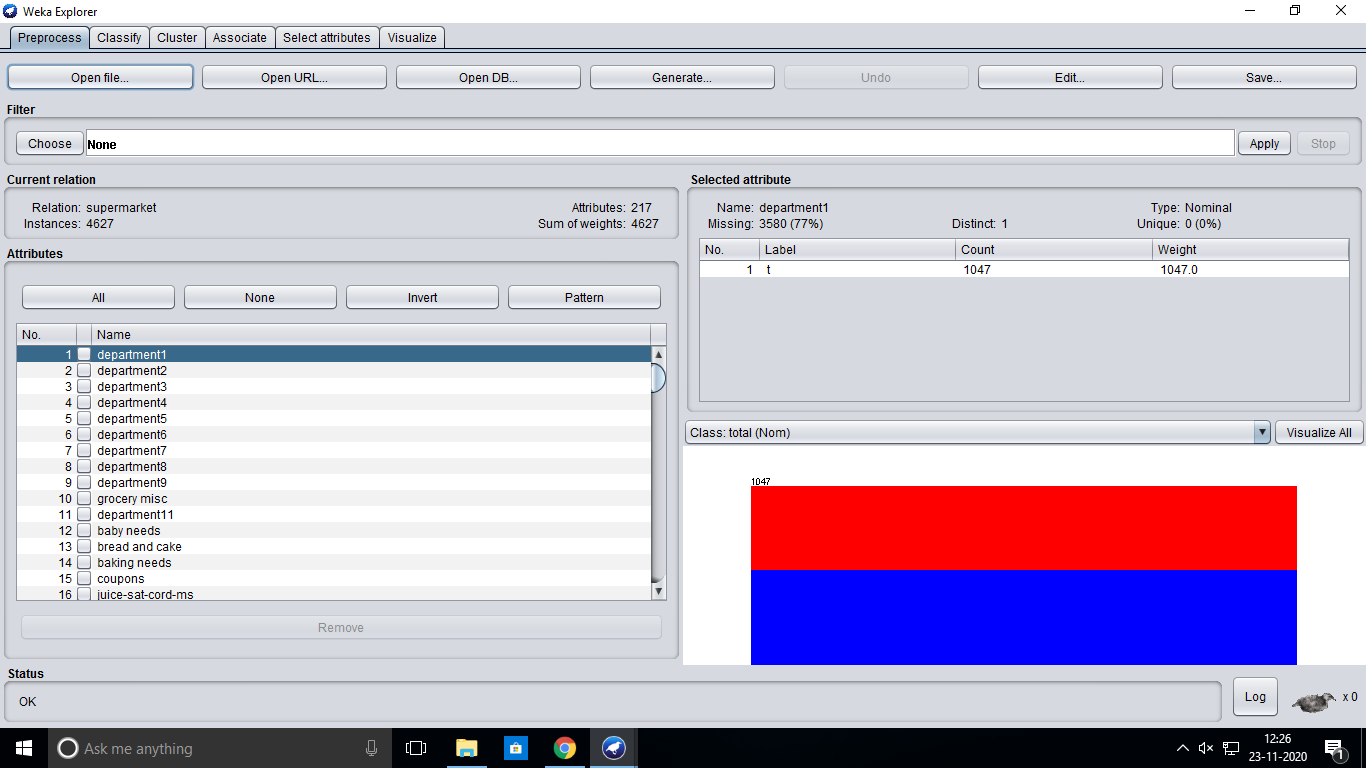 Weka Explorer
Preprocess Classify Cluster Associate Select attributes Visualize
Open file... Open URL... Open DB... Generate... Undo Edit... Save...
Filter
Choose None Apply Stop
Current relation
Relation: supermarket Attributes: 217
Instances: 4627 Sum of weights: 4627
Attributes
All None Invert Pattern
No. Name
1 department1
2 department2
3 department3
4 department4
5 department5
6 department6
7 department7
8 department8
9 department9
10 grocery misc
11 department11
12 baby needs
13 bread and cake
14 baking needs
15 coupons
16 juice-sat-cord-ms
Remove
Selected attribute
Name: department1 Type: Nominal
Missing: 3580 (77%) Distinct: 1 Unique: 0 (0%)
No. Label Count Weight
1 t 1047 1047.0
Class: total (Nom) Visualize All
1047
Status
OK
Log x 0
Ask me anything
12:26
23-11-2020
1